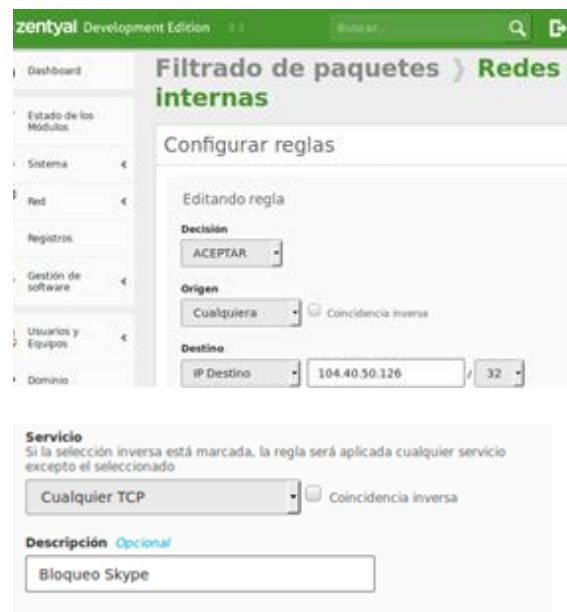 zentyal Development Edition
Buscar...
Dashboard
Estado de los
Módulos
Sistema
Red
Registros
Gestión de
software
Usuarios y
Equipos
Dominio
Filtrado de paquetes ⟩ Redes
internas
Configurar reglas
Editando regla
Decisión
ACEPTAR
Origen
Cualquiera Coincidencia inversa
Destino
IP Destino 104.40.50.126 / 32
Servicio
Si la selección inversa está marcada, la regla será aplicada cualquier servicio
excepto el seleccionado
Cualquier TCP Coincidencia inversa
Descripción Opcional
Bloqueo Skype